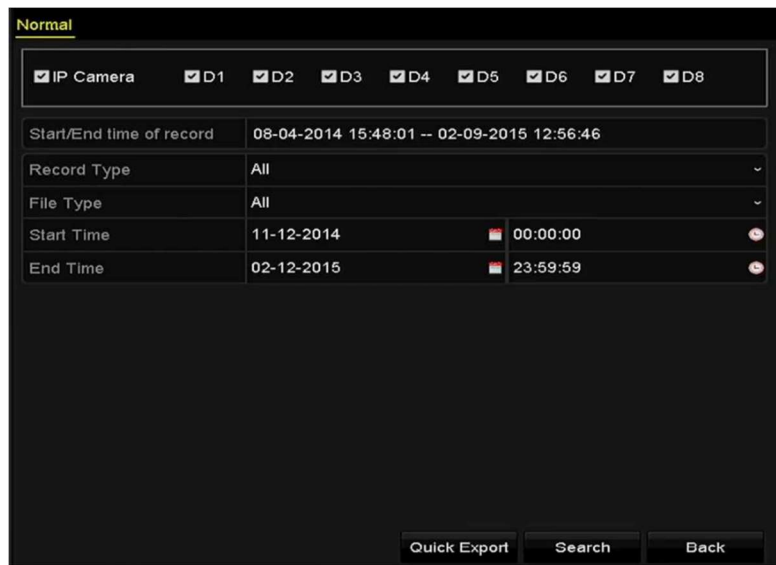 Normal
IP Camera D1 D2 D3 D4 D5 D6 D7 D8
Start/End time of record 08-04-2014 15:48:01 -- 02-09-2015 12:56:46
Record Type All
File Type All
Start Time 11-12-2014 00:00:00
End Time 02-12-2015 23:59:59
Quick Export Search Back